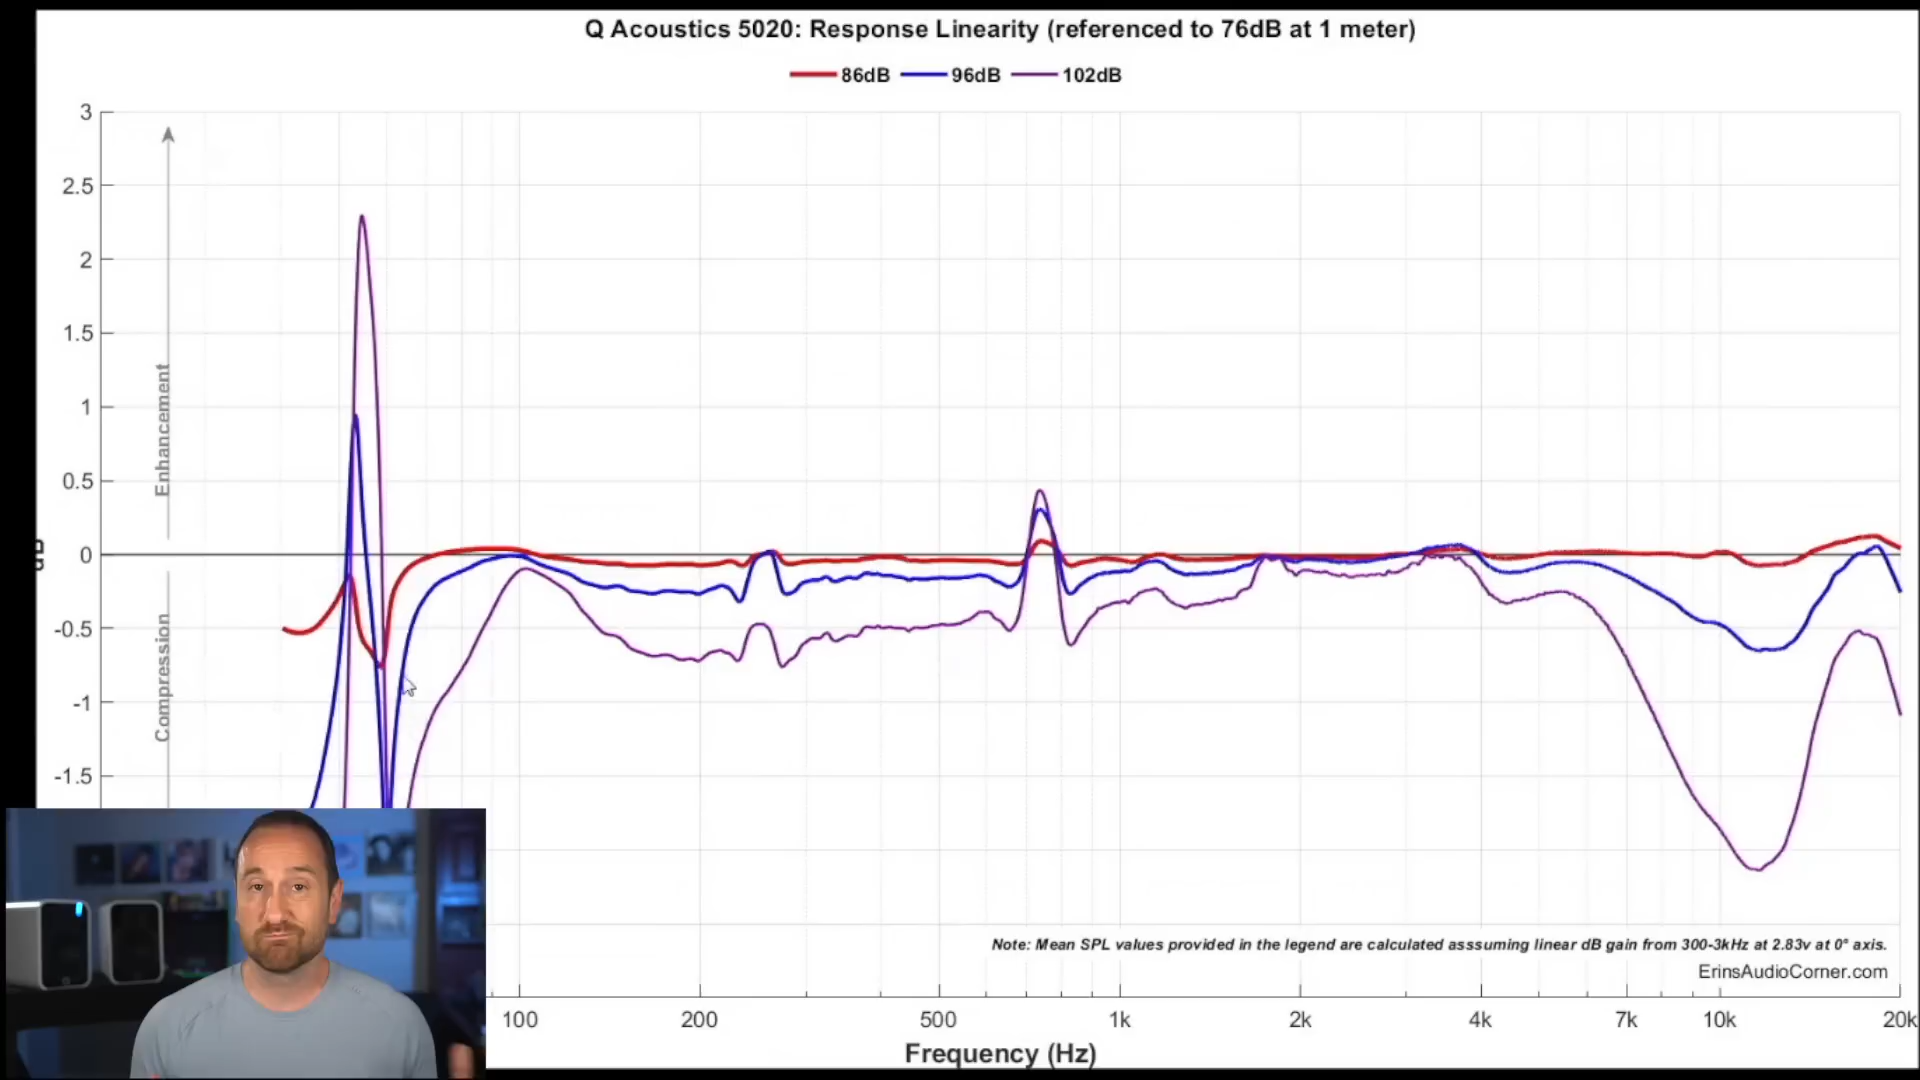 Q Acoustics 5020: Response Linearity (referenced to 76dB at 1 meter)
86dB 96dB 102dB
3
2.5
2
1.5
1
0.5
0
-0.5
-1
-1.5
Enhancement
Compression
dB
Note: Mean SPL values provided in the legend are calculated asssuming linear dB gain from 300-3kHz at 2.83v at 0° axis.
ErinsAudioCorner.com
100 200 500 1k 2k 4k 7k 10k 20k
Frequency (Hz)